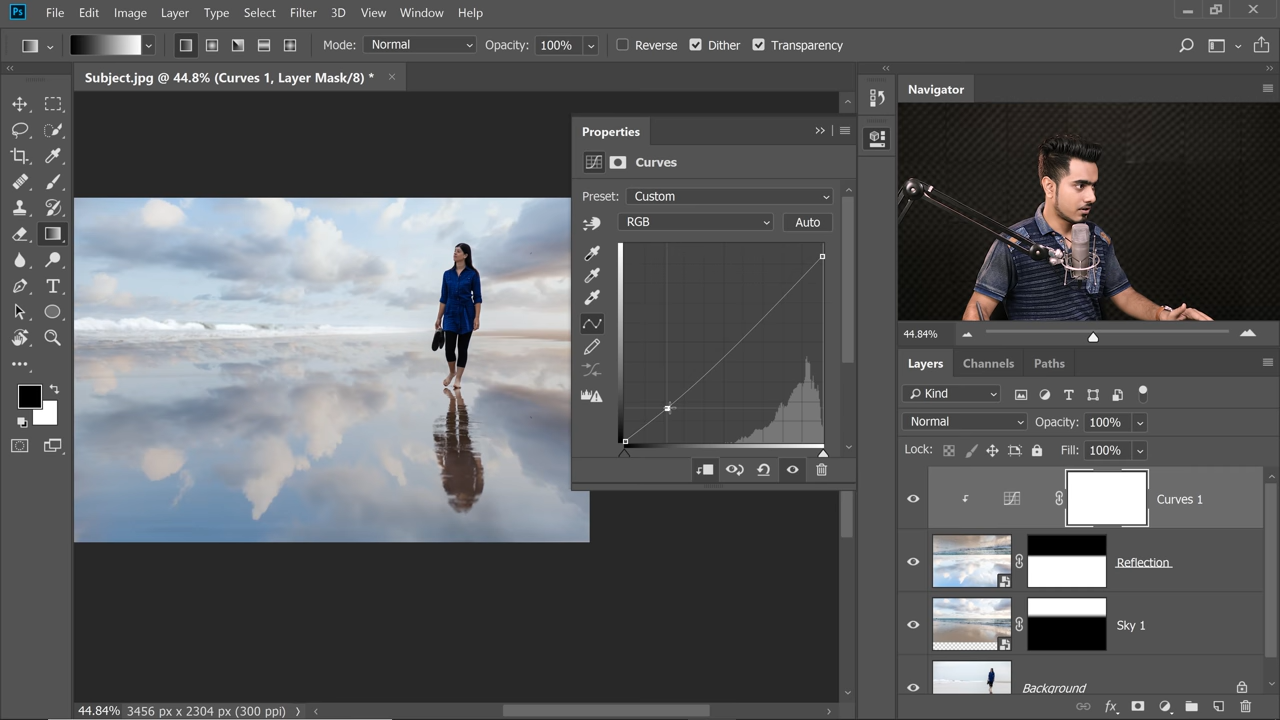 Ps File Edit Image Layer Type Select Filter 3D View Window Help
Mode: Normal Opacity: 100% Reverse Dither Transparency
Subject.jpg @ 44.8% (Curves 1, Layer Mask/8) * ×
Navigator
Properties
Curves
Preset: Custom
RGB Auto
44.84%
Layers Channels Paths
Kind
Normal Opacity: 100%
Lock: Fill: 100%
Curves 1
Reflection
Sky 1
Background
fx
44.84% 3456 px x 2304 px (300 ppi)